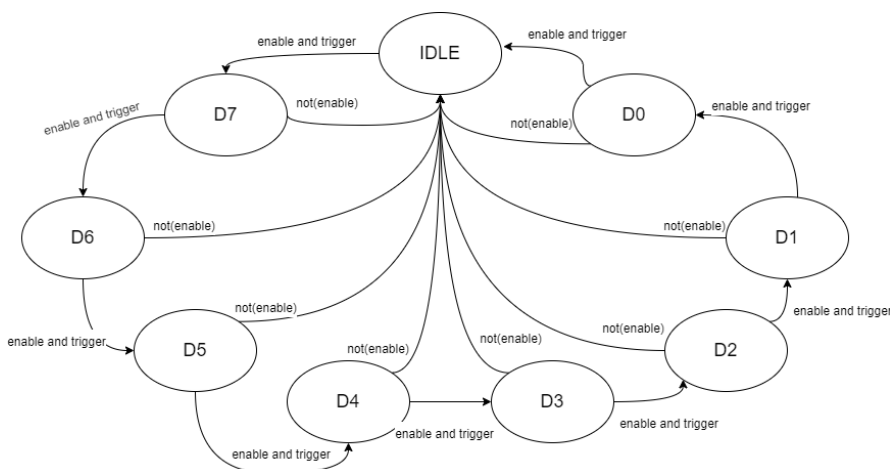 IDLE
enable and trigger
enable and trigger
D7
not(enable)
D0
not(enable)
enable and trigger
enable and trigger
D6
not(enable)
D1
not(enable)
enable and trigger
D5
not(enable)
enable and trigger
D2
not(enable)
D4
not(enable)
D3
not(enable)
enable and trigger
enable and trigger
enable and trigger